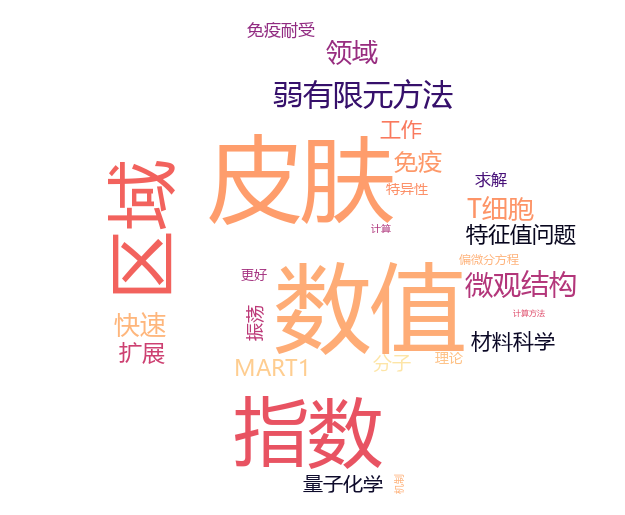 免疫耐受
领域
弱有限元方法
工作
皮肤
免疫
区域
求解
特异性
T细胞
计算
特征值问题
偏微分方程
数值
更好
微观结构
计算方法
快速
振荡
材料科学
扩展
理论
分子
MART1
指数
量子化学
机制